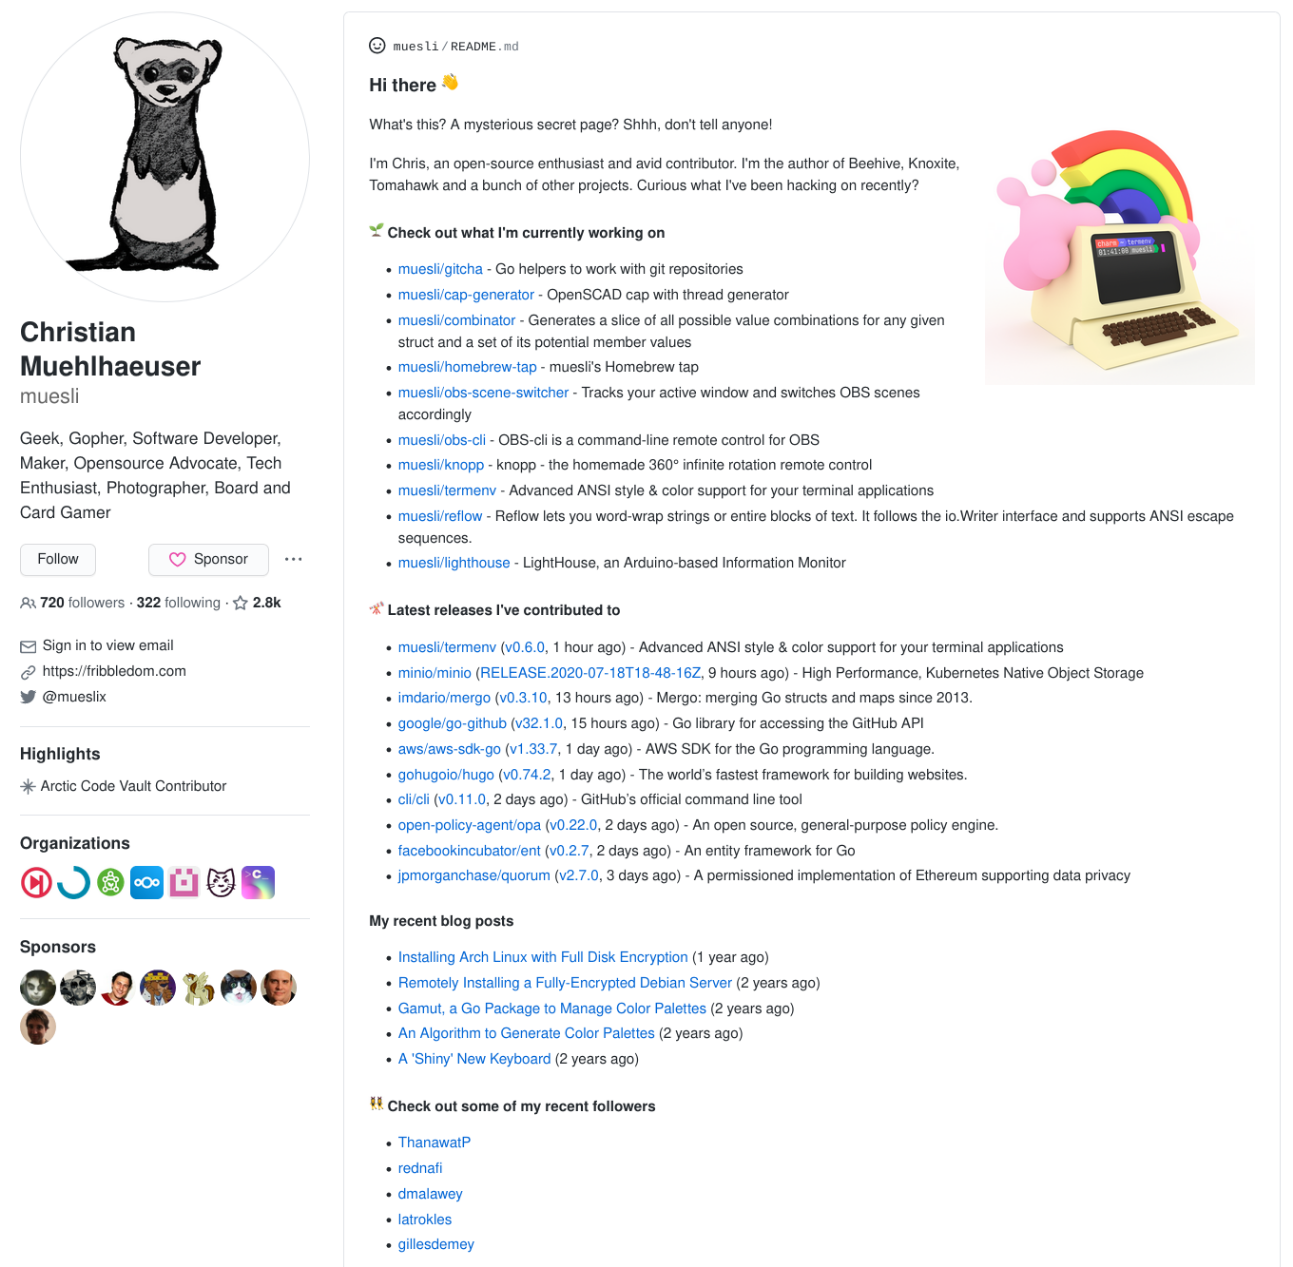 Christian
Muehlhaeuser
muesli
Geek, Gopher, Software Developer,
Maker, Opensource Advocate, Tech
Enthusiast, Photographer, Board and
Card Gamer
Follow
Sponsor
720 followers · 322 following · 2.8k
Sign in to view email
https://fribbledom.com
@mueslix
Highlights
Arctic Code Vault Contributor
Organizations
Sponsors
muesli/README.md
Hi there 👋
What's this? A mysterious secret page? Shhh, don't tell anyone!
I'm Chris, an open-source enthusiast and avid contributor. I'm the author of Beehive, Knoxite,
Tomahawk and a bunch of other projects. Curious what I've been hacking on recently?
charm ~ termenv
01:41:00 muesli
🌱 Check out what I'm currently working on
• muesli/gitcha - Go helpers to work with git repositories
• muesli/cap-generator - OpenSCAD cap with thread generator
• muesli/combinator - Generates a slice of all possible value combinations for any given
struct and a set of its potential member values
• muesli/homebrew-tap - muesli's Homebrew tap
• muesli/obs-scene-switcher - Tracks your active window and switches OBS scenes
accordingly
• muesli/obs-cli - OBS-cli is a command-line remote control for OBS
• muesli/knopp - knopp - the homemade 360° infinite rotation remote control
• muesli/termenv - Advanced ANSI style & color support for your terminal applications
• muesli/reflow - Reflow lets you word-wrap strings or entire blocks of text. It follows the io.Writer interface and supports ANSI escape
sequences.
• muesli/lighthouse - LightHouse, an Arduino-based Information Monitor
Latest releases I've contributed to
• muesli/termenv (v0.6.0, 1 hour ago) - Advanced ANSI style & color support for your terminal applications
• minio/minio (RELEASE.2020-07-18T18-48-16Z, 9 hours ago) - High Performance, Kubernetes Native Object Storage
• imdario/mergo (v0.3.10, 13 hours ago) - Mergo: merging Go structs and maps since 2013.
• google/go-github (v32.1.0, 15 hours ago) - Go library for accessing the GitHub API
• aws/aws-sdk-go (v1.33.7, 1 day ago) - AWS SDK for the Go programming language.
• gohugoio/hugo (v0.74.2, 1 day ago) - The world's fastest framework for building websites.
• cli/cli (v0.11.0, 2 days ago) - GitHub's official command line tool
• open-policy-agent/opa (v0.22.0, 2 days ago) - An open source, general-purpose policy engine.
• facebookincubator/ent (v0.2.7, 2 days ago) - An entity framework for Go
• jpmorganchase/quorum (v2.7.0, 3 days ago) - A permissioned implementation of Ethereum supporting data privacy
My recent blog posts
• Installing Arch Linux with Full Disk Encryption (1 year ago)
• Remotely Installing a Fully-Encrypted Debian Server (2 years ago)
• Gamut, a Go Package to Manage Color Palettes (2 years ago)
• An Algorithm to Generate Color Palettes (2 years ago)
• A 'Shiny' New Keyboard (2 years ago)
👯 Check out some of my recent followers
• ThanawatP
• rednafi
• dmalawey
• latrokles
• gillesdemey